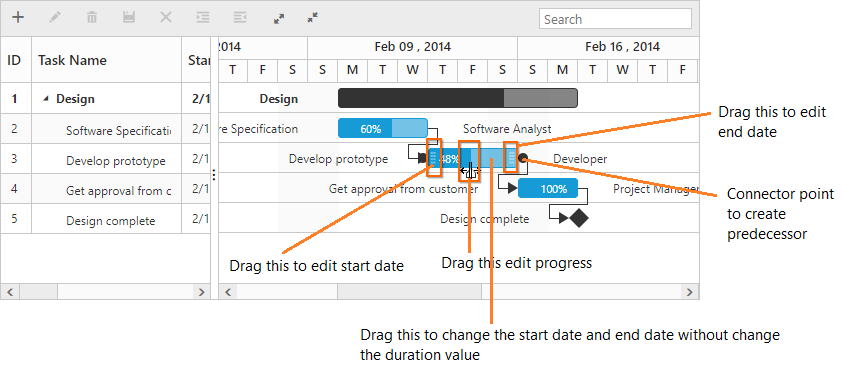 Search
2014 Feb 09 , 2014 Feb 16 , 2014
ID Task Name Star
T F S S M T W T F S S M T W T F
1 Design 2/1 Design
2 Software Specificatio 2/1 re Specification 60% Software Analyst
3 Develop prototype 2/1 Develop prototype 48% Developer
4 Get approval from c 2/1 Get approval from customer 100% Project Manager
5 Design complete 2/1 Design complete
Drag this to edit
end date
Connector point
to create
predecessor
Drag this to edit start date
Drag this edit progress
Drag this to change the start date and end date without change
the duration value